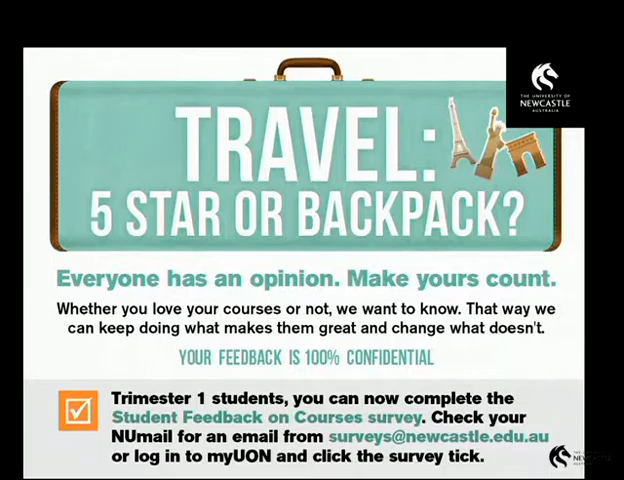 THE UNIVERSITY OF
NEWCASTLE
AUSTRALIA
TRAVEL:
5 STAR OR BACKPACK?
Everyone has an opinion. Make yours count.
Whether you love your courses or not, we want to know. That way we
can keep doing what makes them great and change what doesn't.
YOUR FEEDBACK IS 100% CONFIDENTIAL
Trimester 1 students, you can now complete the
Student Feedback on Courses survey. Check your
NUmail for an email from surveys@newcastle.edu.au
or log in to myUON and click the survey tick.